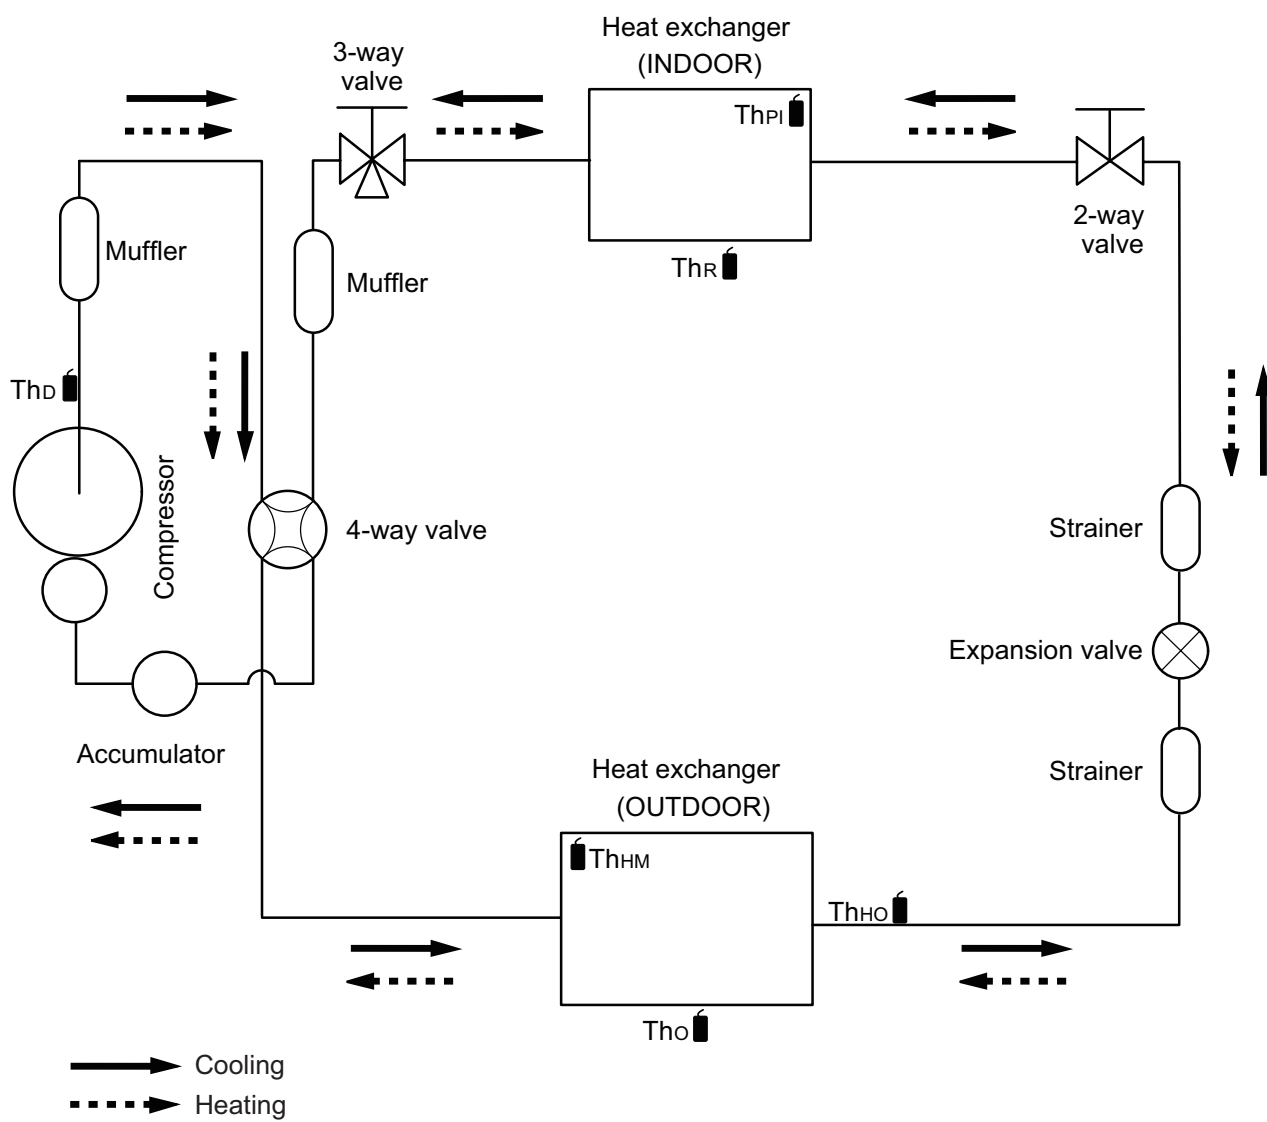 Heat exchanger
(INDOOR)
3-way
valve
ThPI
2-way
valve
Muffler
Muffler
ThR
ThD
Compressor
4-way valve
Strainer
Expansion valve
Accumulator
Strainer
Heat exchanger
(OUTDOOR)
ThHM
ThHO
ThO
Cooling
Heating